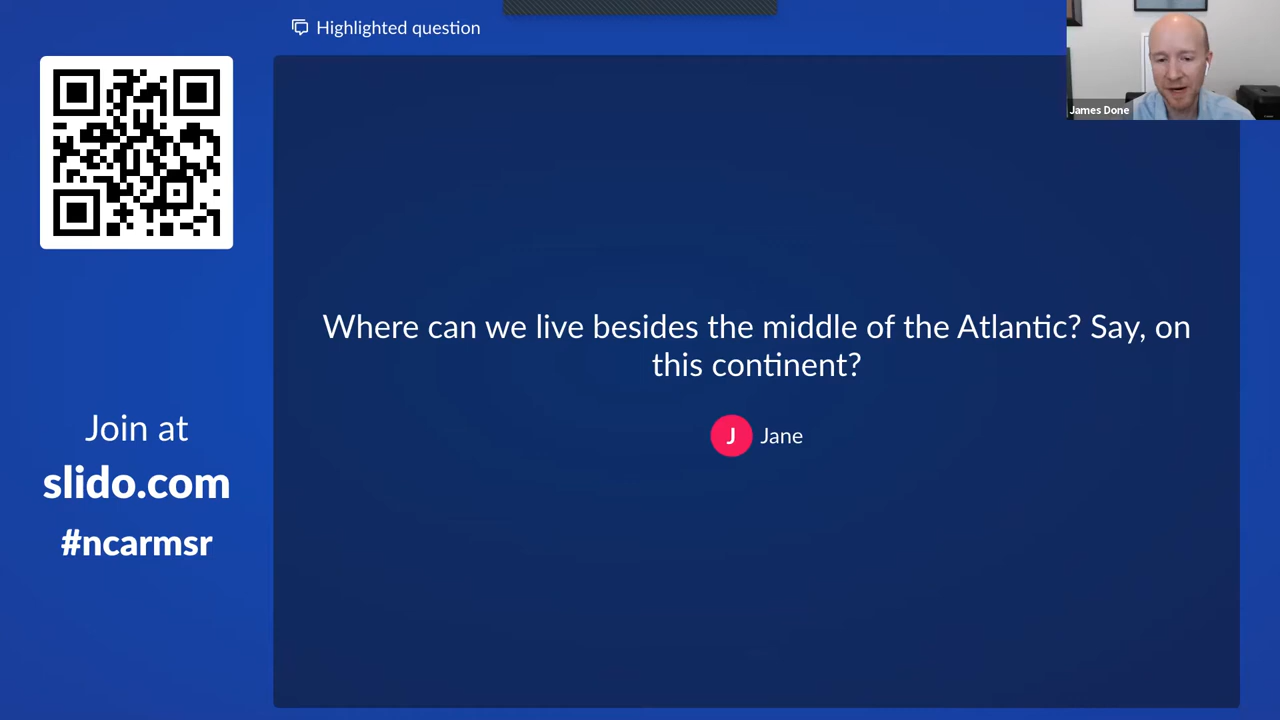 Highlighted question
James Done
Where can we live besides the middle of the Atlantic? Say, on
this continent?
J Jane
Join at
slido.com
#ncarmsr